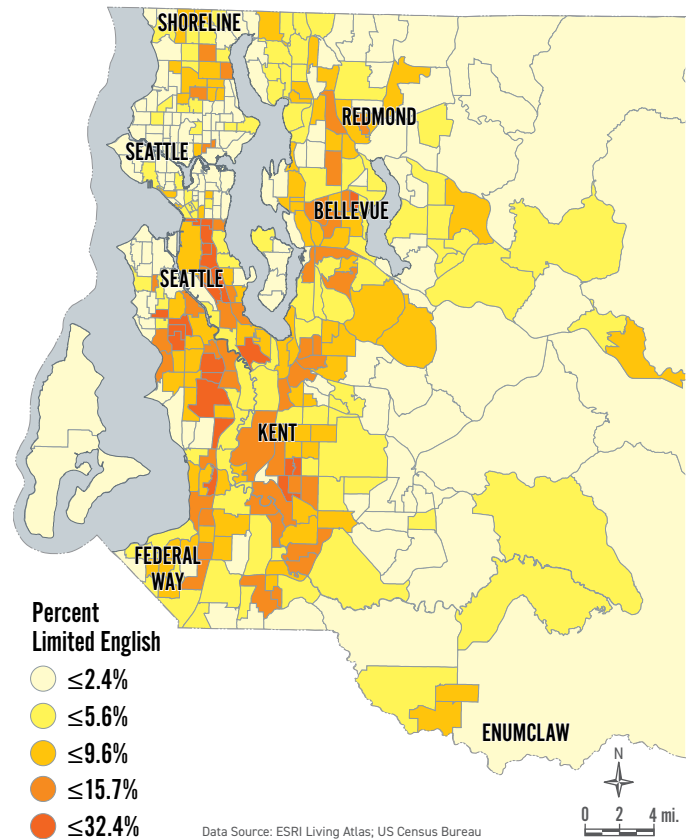 SHORELINE
REDMOND
SEATTLE
BELLEVUE
SEATTLE
KENT
FEDERAL
WAY
Percent
Limited English
≤2.4%
≤5.6%
≤9.6%
≤15.7%
≤32.4%
ENUMCLAW
N
0 2 4 mi.
Data Source: ESRI Living Atlas; US Census Bureau